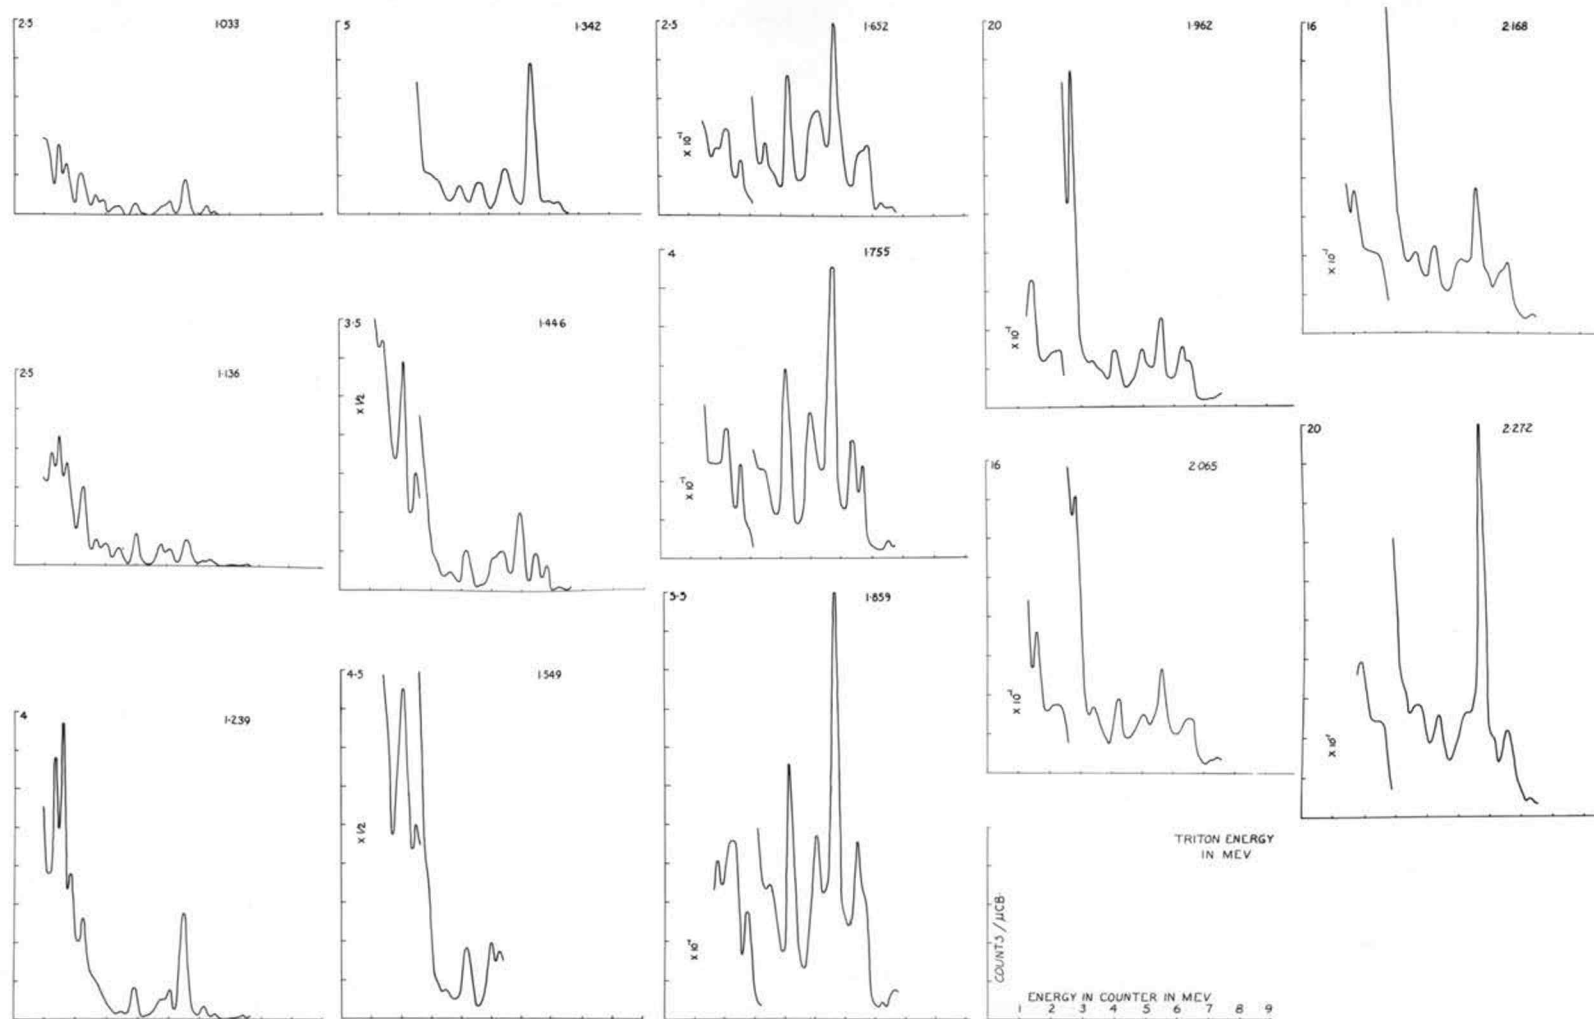 2·5
1·033
5
1·342
2·5
1·652
x 10⁻¹
20
1·962
x 10⁻¹
16
2·168
x 10⁻¹
2·5
1·136
3·5
1·446
x 1/2
4
1·755
x 10⁻¹
16
2·065
x 10⁻¹
20
2·272
x 10⁻¹
4
1·239
4·5
1·549
x 1/2
5·5
1·859
x 10⁻¹
TRITON ENERGY
IN MEV
COUNTS / μCB·
ENERGY IN COUNTER IN MEV
1 2 3 4 5 6 7 8 9